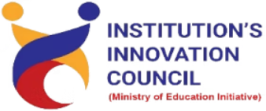 INSTITUTION'S
INNOVATION
COUNCIL
(Ministry of Education Initiative)